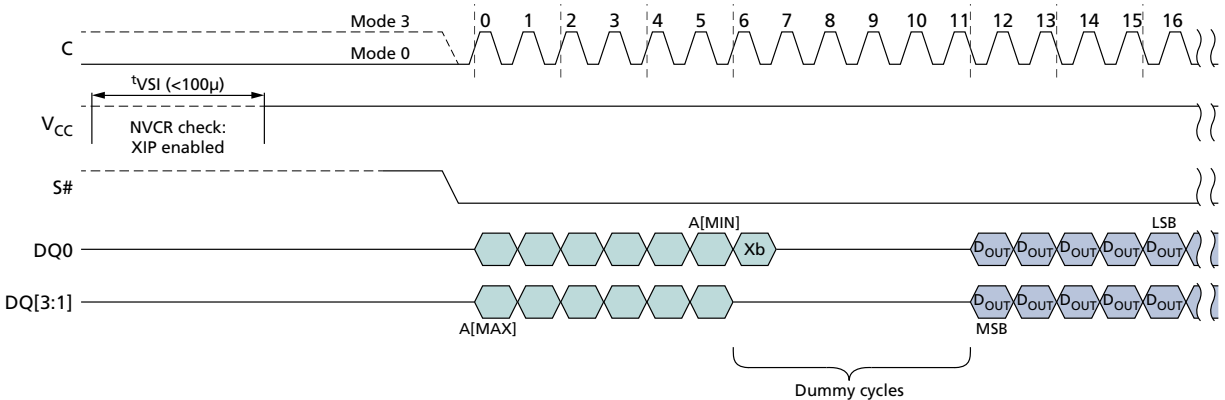 Mode 3
0 1 2 3 4 5 6 7 8 9 10 11 12 13 14 15 16
C
Mode 0
tVSI (<100µ)
VCC
NVCR check:
XIP enabled
S#
A[MIN]
LSB
DQ0
Xb
DOUT DOUT DOUT DOUT DOUT
DQ[3:1]
DOUT DOUT DOUT DOUT DOUT
A[MAX]
MSB
Dummy cycles